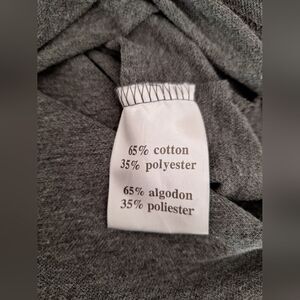 65% cotton
35% polyester
65% algodon
35% poliester